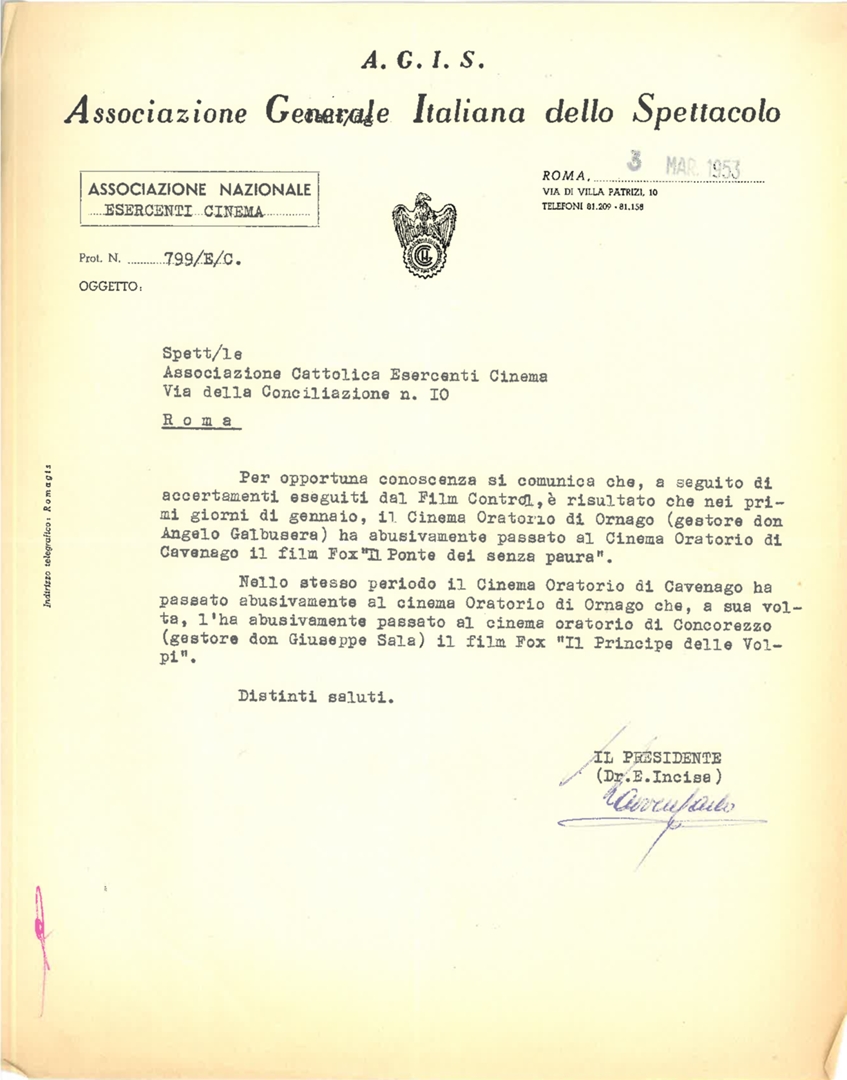 A. G. I. S.
Associazione Generale Italiana dello Spettacolo
ASSOCIAZIONE NAZIONALE
ESERCENTI CINEMA
ROMA, 3 MAR. 1953
VIA DI VILLA PATRIZI, 10
TELEFONI 81.209 - 81.158
Prot. N. 799/E/C.
OGGETTO:
Spett/le
Associazione Cattolica Esercenti Cinema
Via della Conciliazione n. IO
R o m a
Per opportuna conoscenza si comunica che, a seguito di
accertamenti eseguiti dal Film Control, è risultato che nei pri-
mi giorni di gennaio, il Cinema Oratorio di Ornago (gestore don
Angelo Galbusera) ha abusivamente passato al Cinema Oratorio di
Cavenago il film Fox"Il Ponte dei senza paura".
Nello stesso periodo il Cinema Oratorio di Cavenago ha
passato abusivamente al cinema Oratorio di Ornago che, a sua vol-
ta, l'ha abusivamente passato al cinema oratorio di Concorezzo
(gestore don Giuseppe Sala) il film Fox "Il Principe delle Vol-
pi".
Distinti saluti.
IL PRESIDENTE
(Dr.E.Incisa)
Indirizzo telegrafico: Romagis